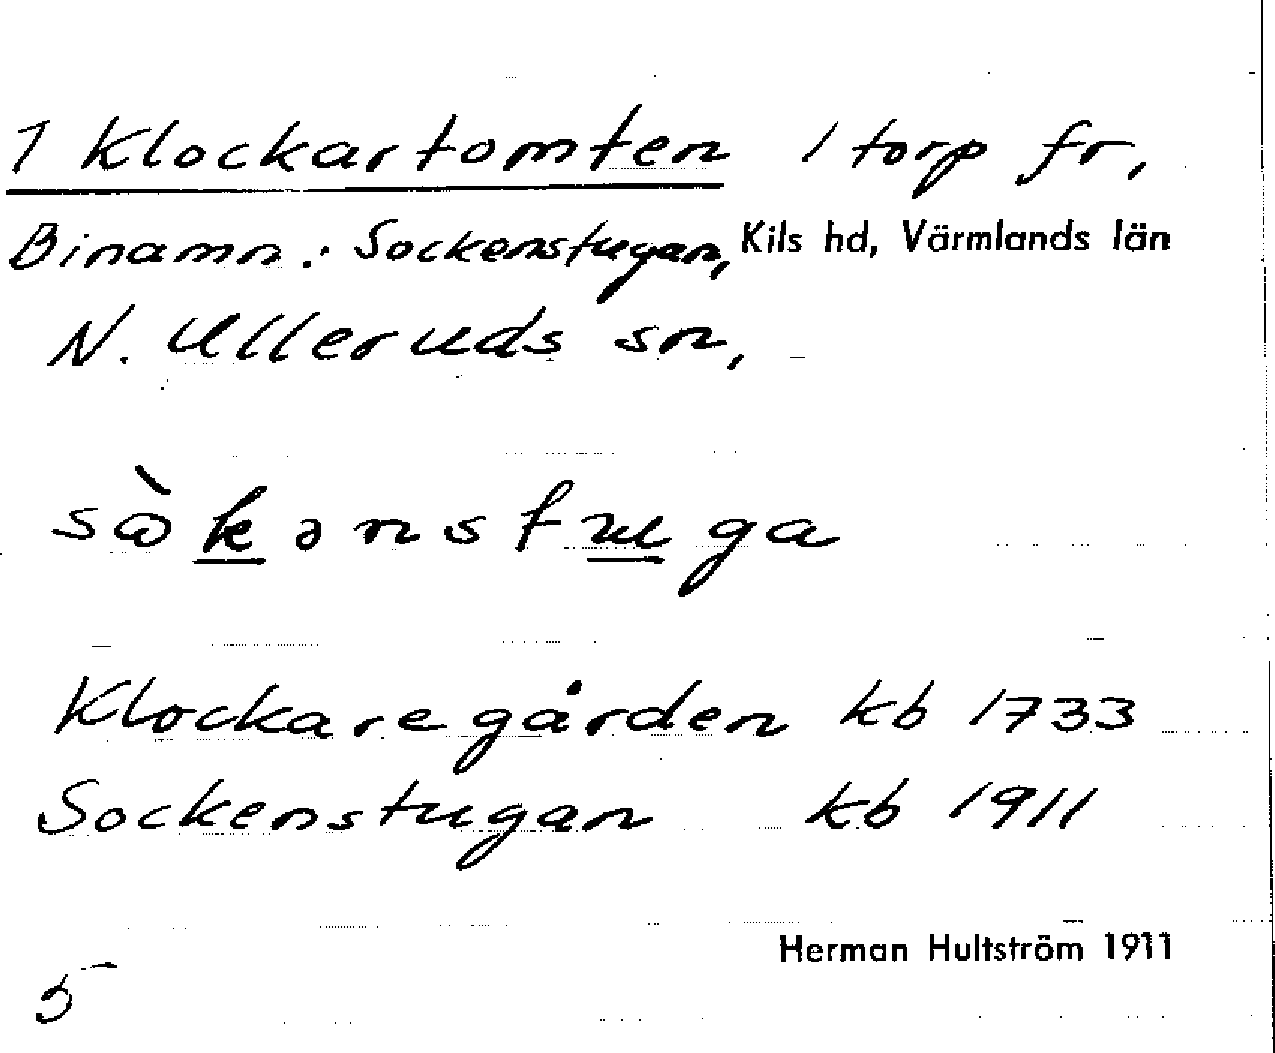 1 Klockartomten 1 torp fr,
Binamn: Sockenstugan, Kils hd, Värmlands län
N. Ulleruds sn,
Klockaregården kb 1733
Sockenstugan kb 1911
Herman Hultström 1911
5